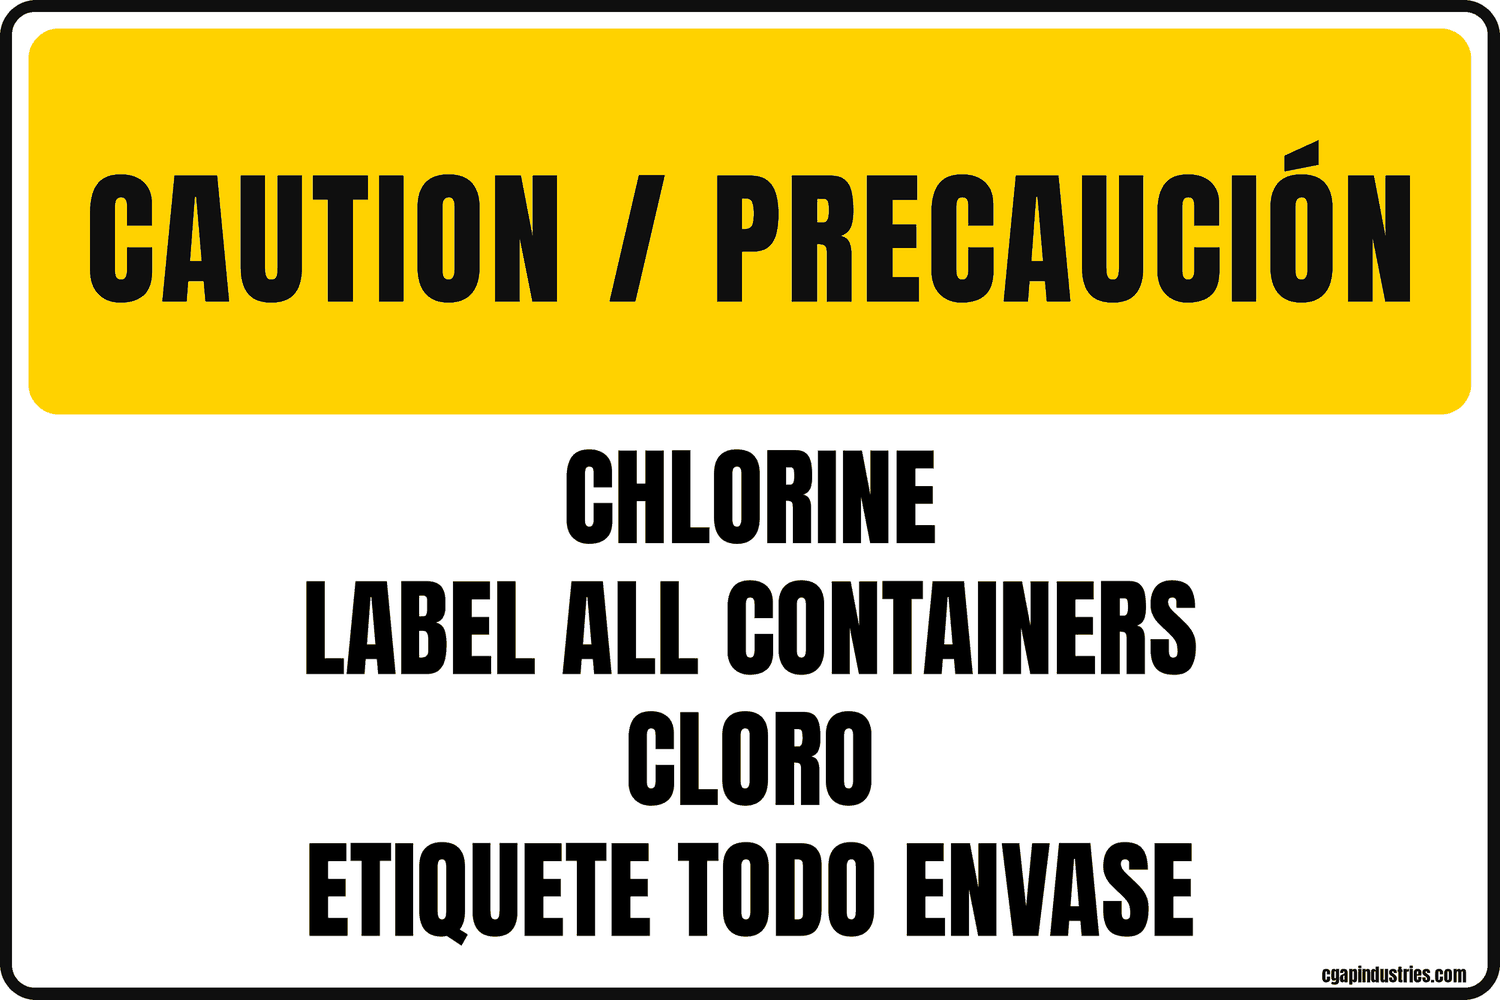 CAUTION / PRECAUCIÓN
CHLORINE
LABEL ALL CONTAINERS
CLORO
ETIQUETE TODO ENVASE
cgapindustries.com